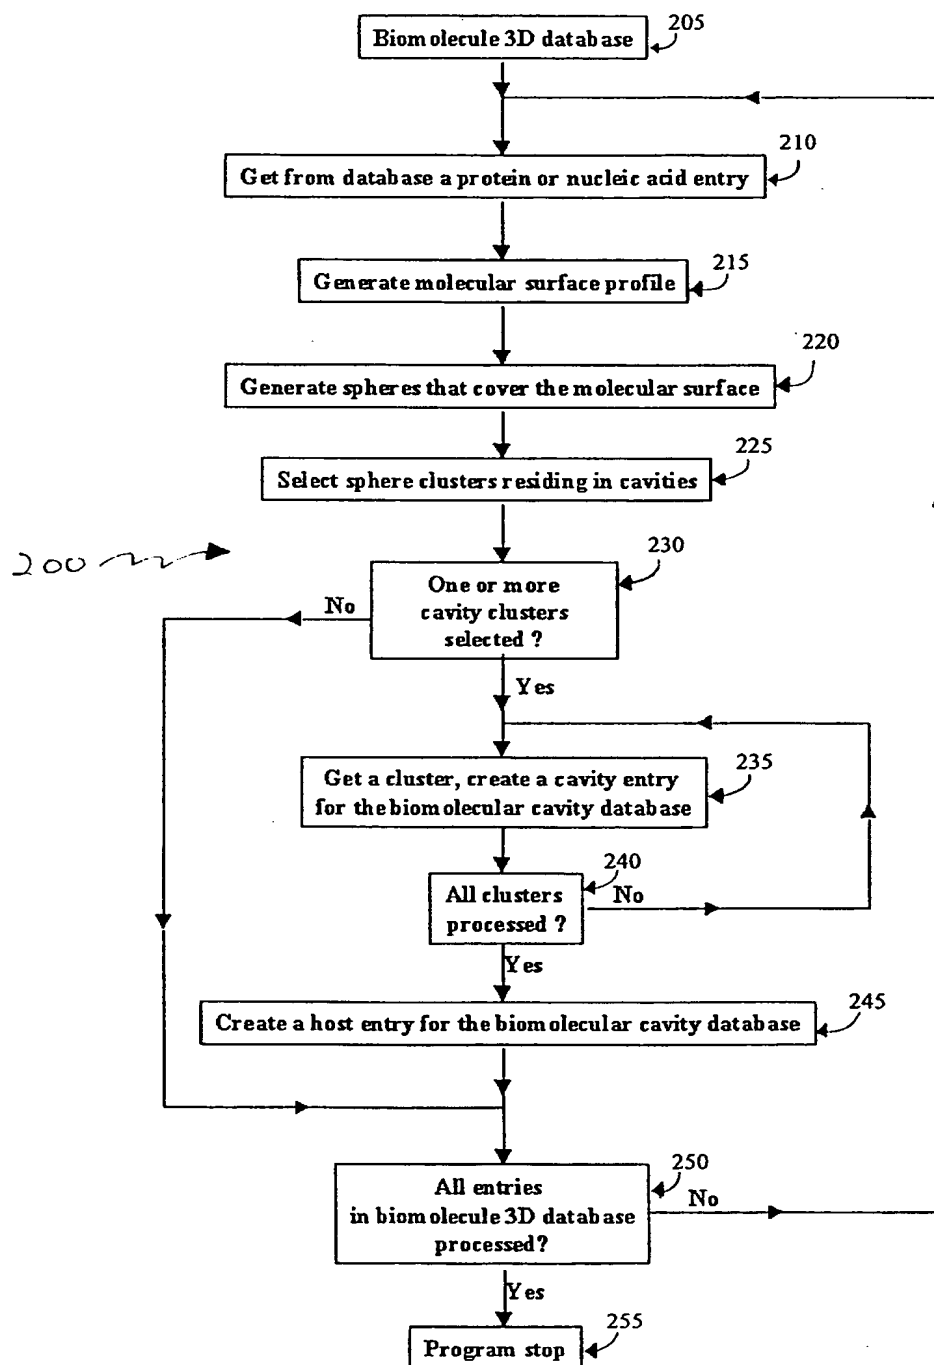 Biomolecule 3D database
205
210
Get from database a protein or nucleic acid entry
215
Generate molecular surface profile
220
Generate spheres that cover the molecular surface
225
Select sphere clusters residing in cavities
200
230
One or more
cavity clusters
selected ?
No
Yes
235
Get a cluster, create a cavity entry
for the biomolecular cavity database
240
All clusters
processed ?
No
Yes
245
Create a host entry for the biomolecular cavity database
250
All entries
in biomolecule 3D database
processed?
No
Yes
255
Program stop